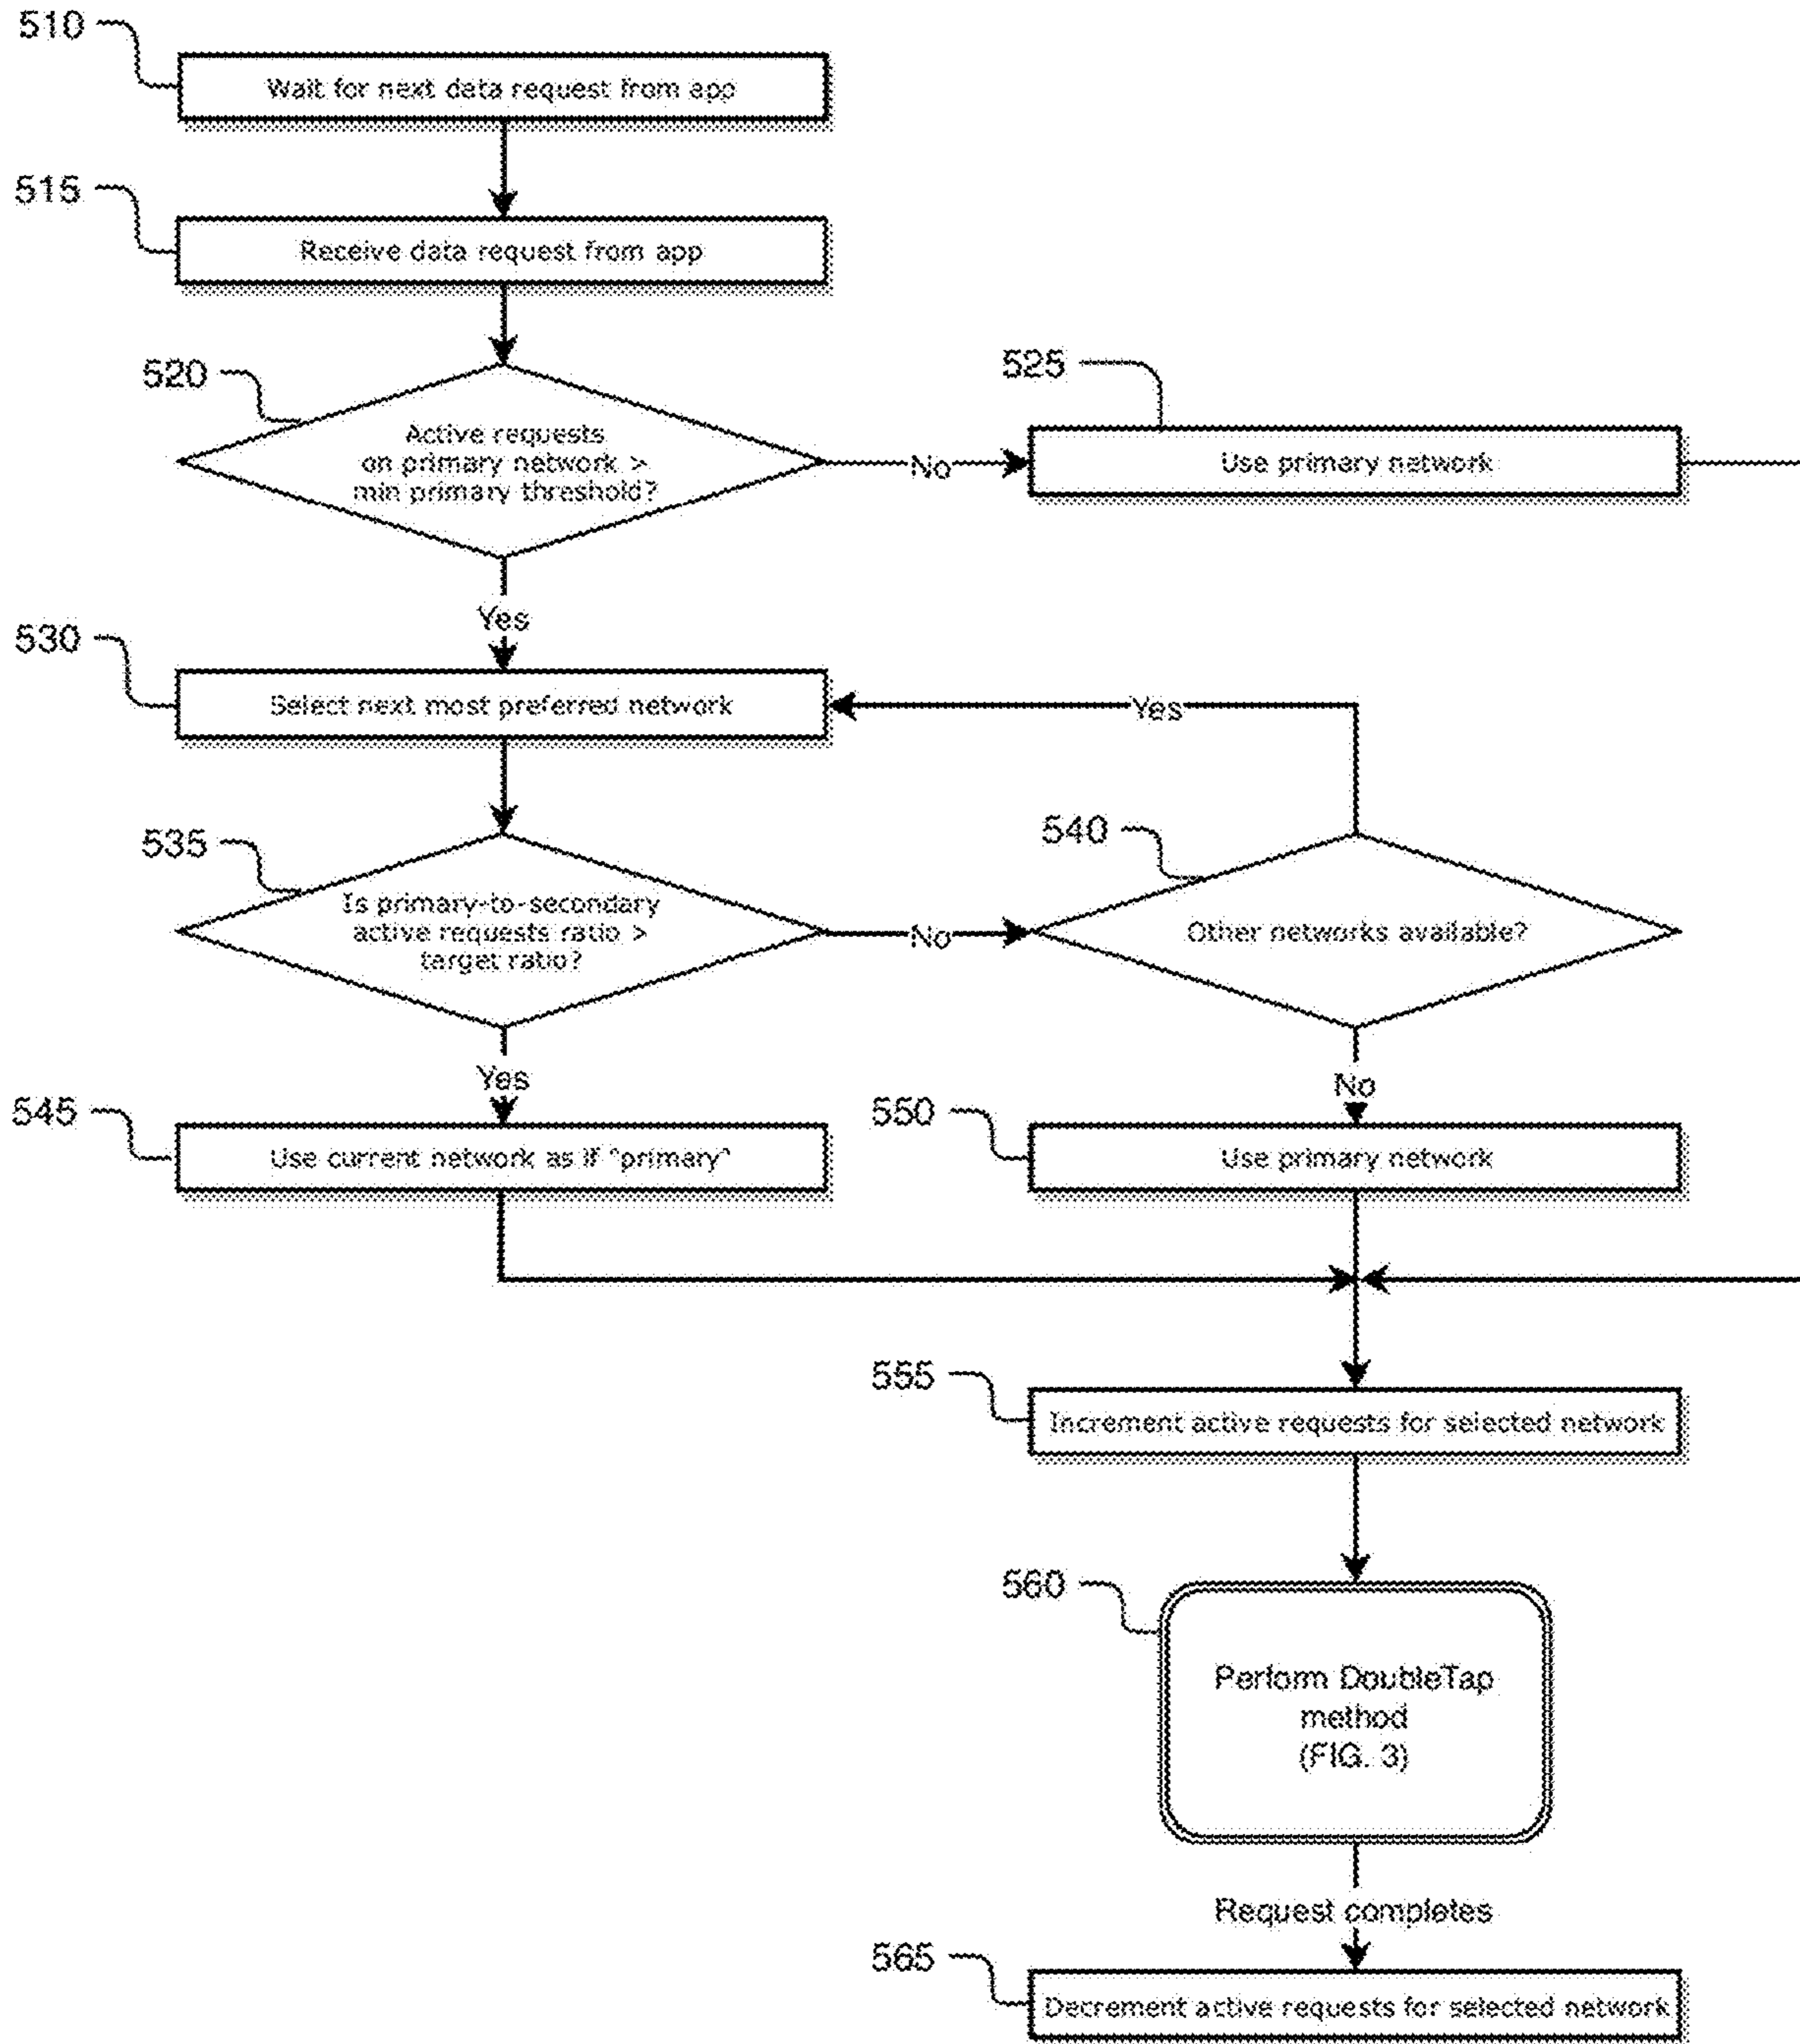 510
Wait for next data request from app
515
Receive data request from app
520
Active requests
on primary network >
min primary threshold?
No
525
Use primary network
Yes
530
Select next most preferred network
Yes
535
Is primary-to-secondary
active requests ratio >
target ratio?
No
540
Other networks available?
Yes
No
545
Use current network as if "primary"
550
Use primary network
555
Increment active requests for selected network
560
Perform DoubleTap
method
(FIG. 3)
Request completes
565
Decrement active requests for selected network